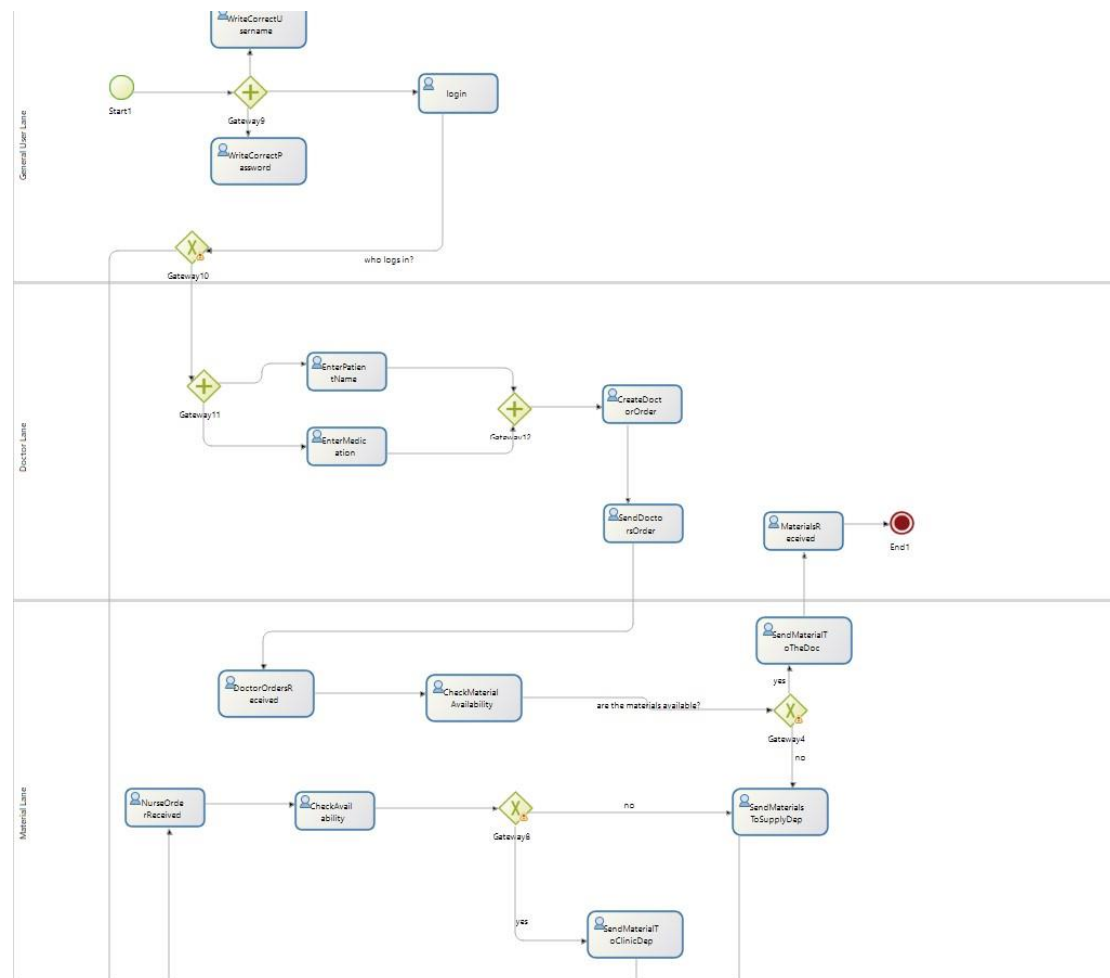 WriteCorrectU
sername
Start1
Gateway9
login
WriteCorrectP
assword
General User Lane
Gateway10
who logs in?
EnterPatien
tName
Gateway11
EnterMedic
ation
Gateway12
CreateDoct
orOrder
Doctor Lane
SendDocto
rsOrder
MaterialsR
eceived
End1
SendMaterialT
oTheDoc
yes
DoctorOrdersR
eceived
CheckMaterial
Availability
are the materials available?
Gateway4
no
NurseOrde
rReceived
CheckAvail
ability
Gateway6
no
SendMaterials
ToSupplyDep
Material Lane
yes
SendMaterialT
oClinicDep